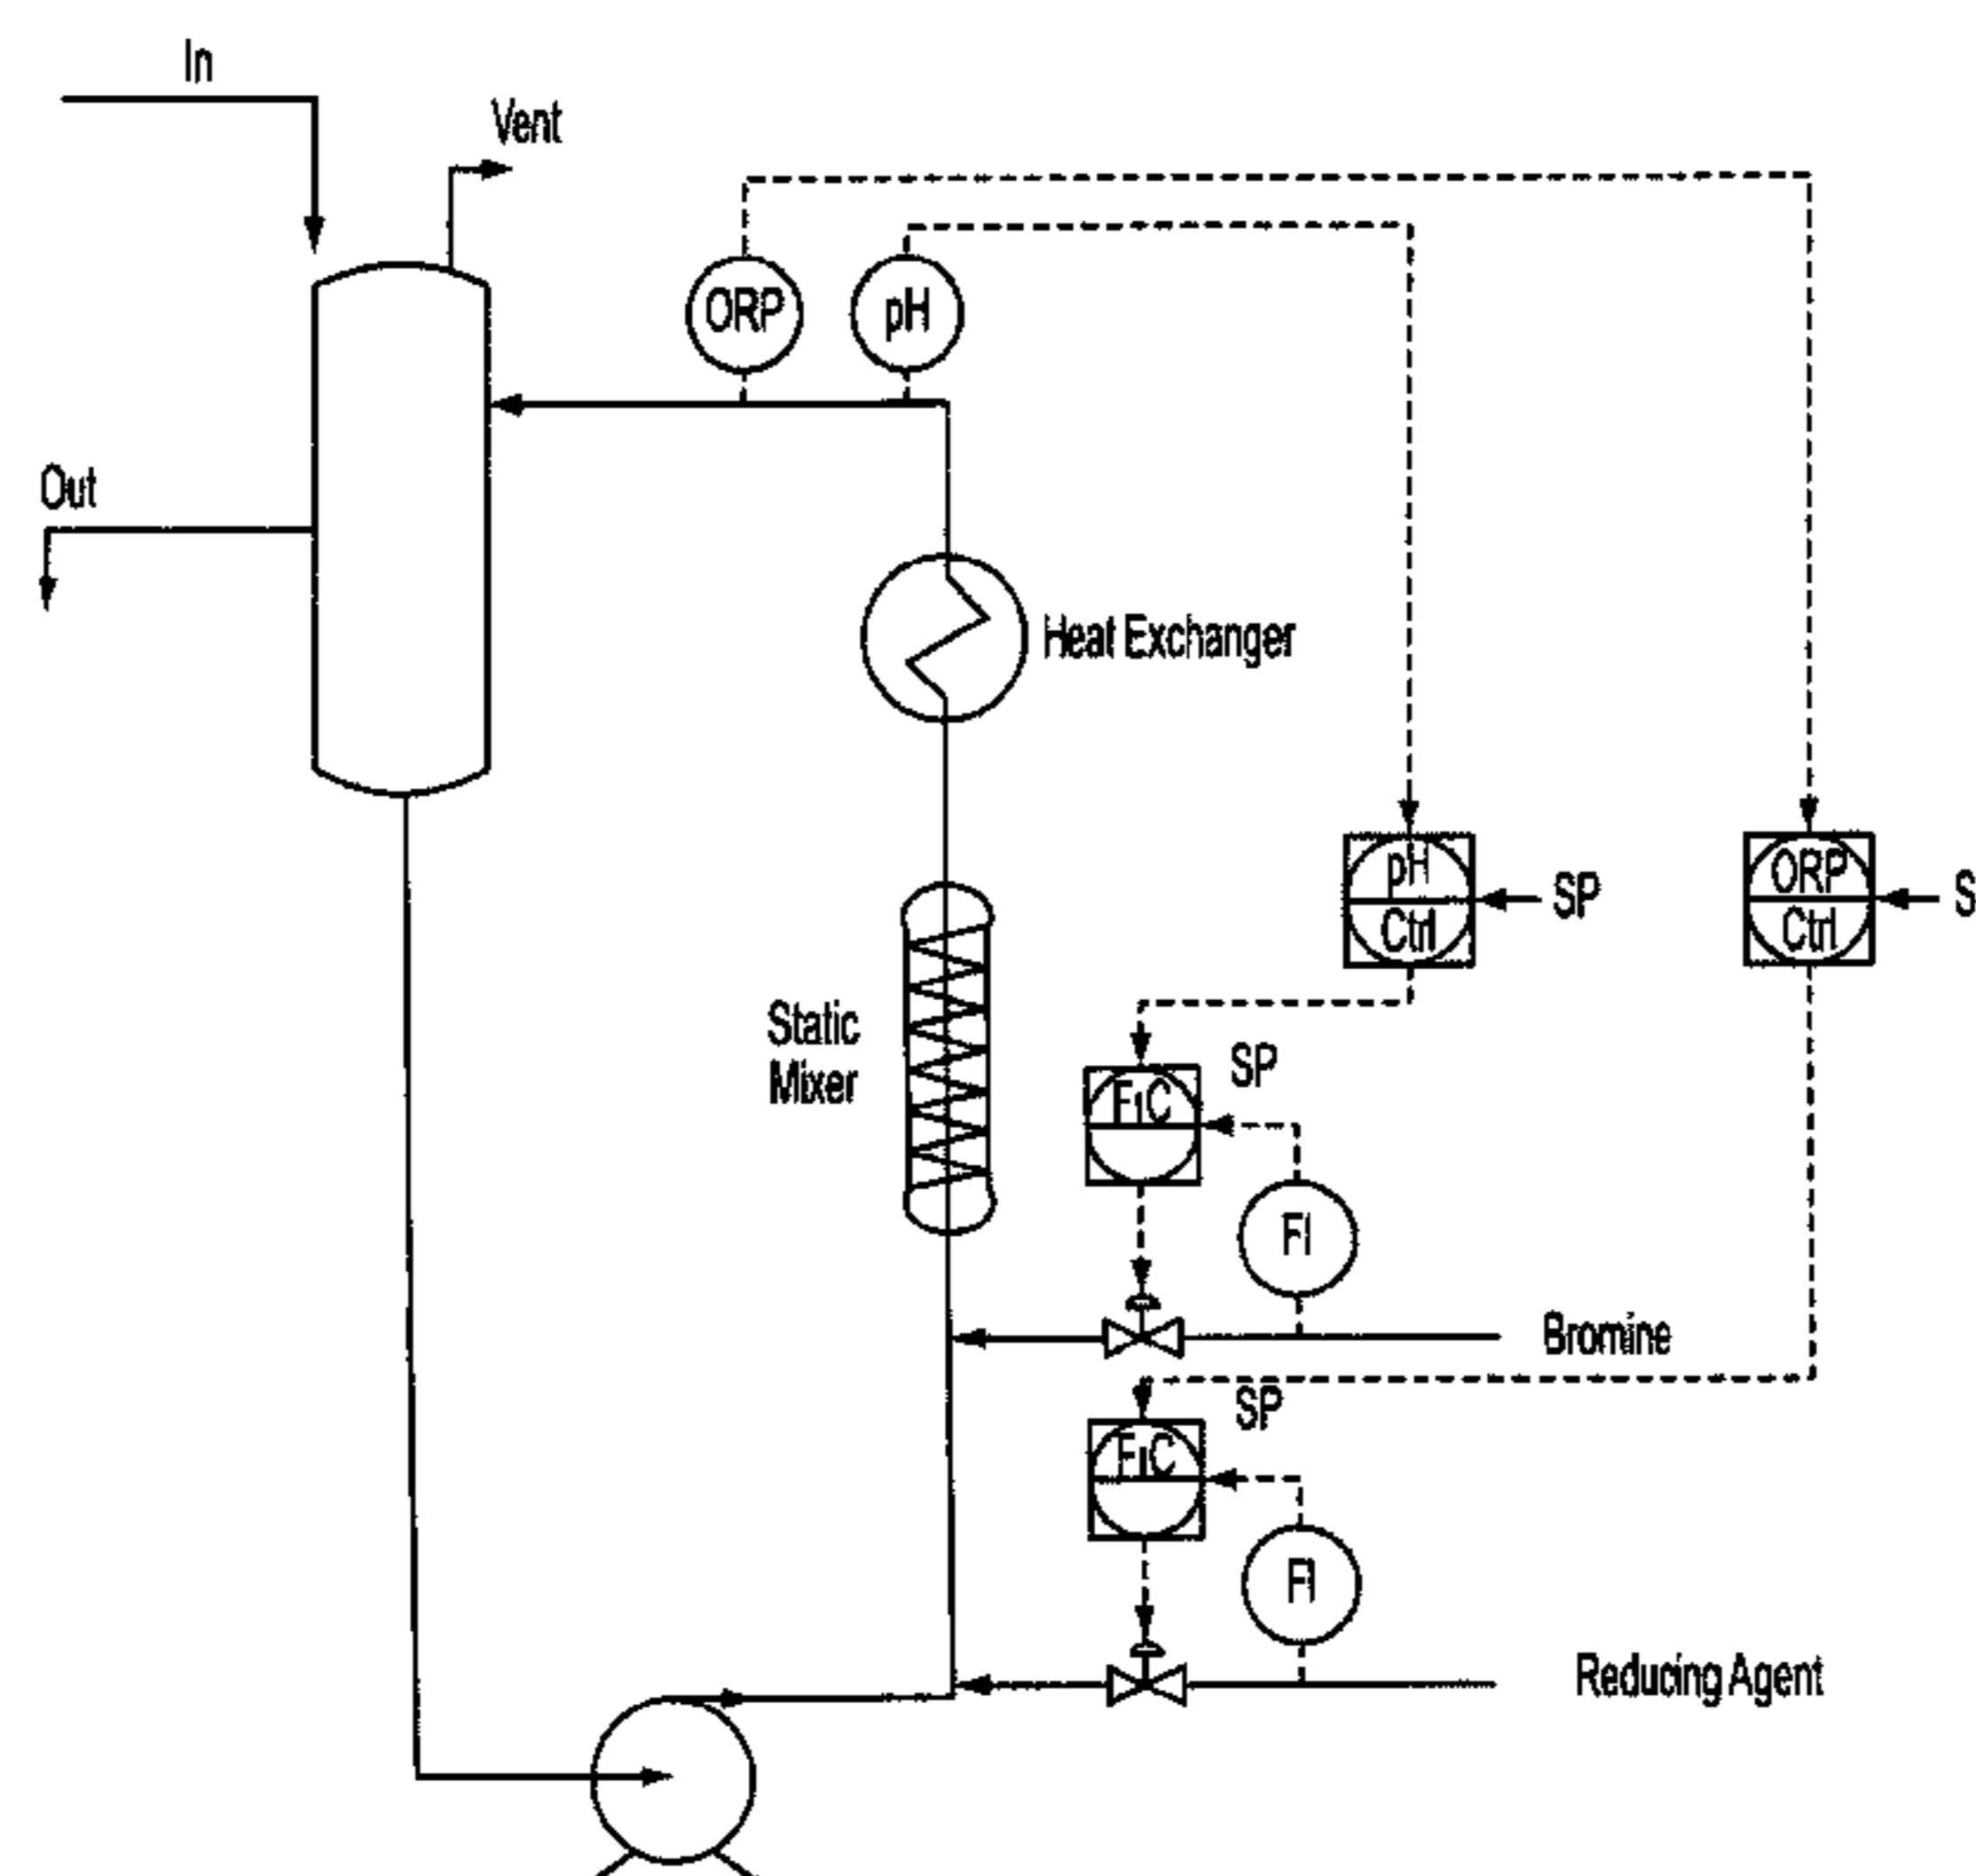 In
Vent
ORP
pH
Out
Heat Exchanger
pH
Ctrl
SP
ORP
Ctrl
S
Static
Mixer
SP
FIC
FI
Bromine
SP
FIC
FI
Reducing Agent